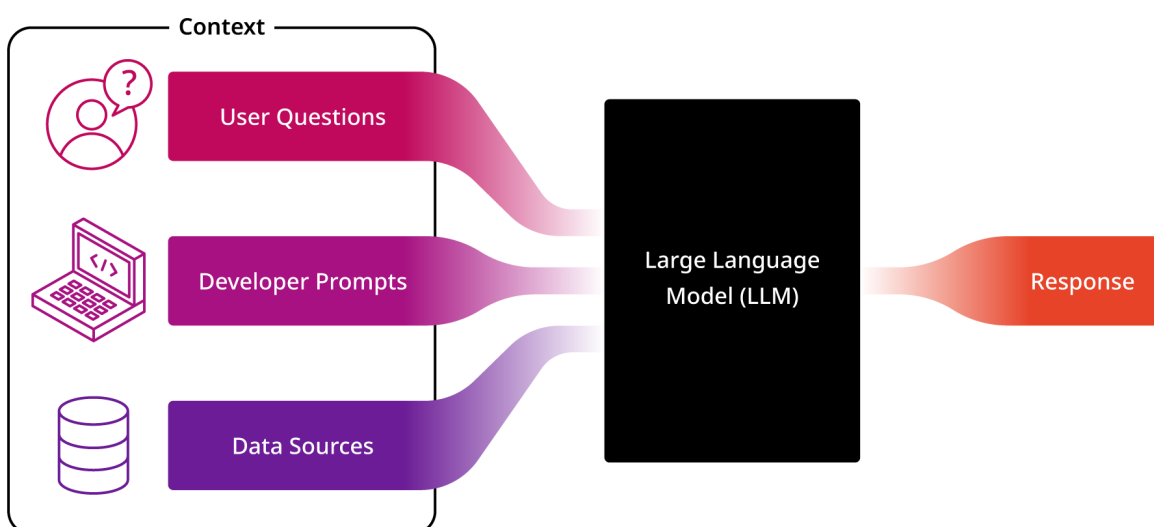 Context
?
User Questions
</>
Developer Prompts
Data Sources
Large Language
Model (LLM)
Response